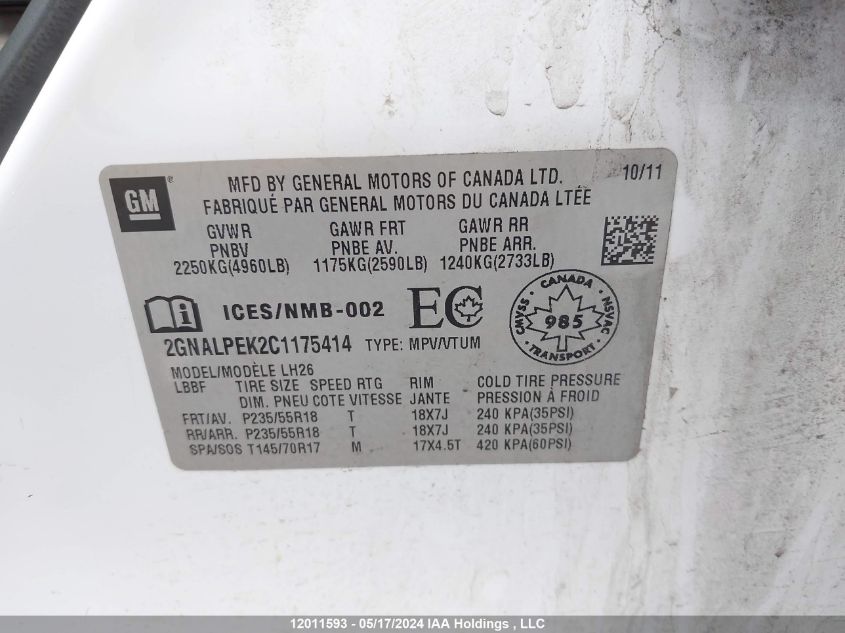 GM
MFD BY GENERAL MOTORS OF CANADA LTD. 10/11
FABRIQUÉ PAR GENERAL MOTORS DU CANADA LTÉE
GVWR GAWR FRT GAWR RR
PNBV PNBE AV. PNBE ARR.
2250KG(4960LB) 1175KG(2590LB) 1240KG(2733LB)
i ICES/NMB-002 EC
CANADA CMVSS 985 NSVAC TRANSPORT
2GNALPEK2C1175414 TYPE: MPV/VTUM
MODEL/MODÈLE LH26
LBBF TIRE SIZE SPEED RTG RIM COLD TIRE PRESSURE
DIM. PNEU COTE VITESSE JANTE PRESSION À FROID
FRT/AV. P235/55R18 T 18X7J 240 KPA(35PSI)
RR/ARR. P235/55R18 T 18X7J 240 KPA(35PSI)
SPA/SOS T145/70R17 M 17X4.5T 420 KPA(60PSI)
12011593 - 05/17/2024 IAA Holdings , LLC